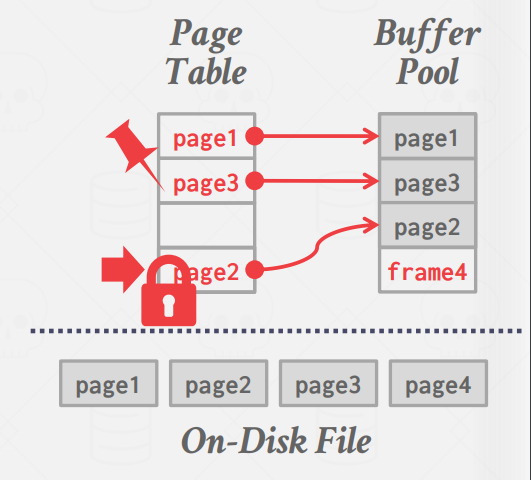 Page
Table
Buffer
Pool
page1
page3
page2
page1
page3
page2
frame4
page1 page2 page3 page4
On-Disk File